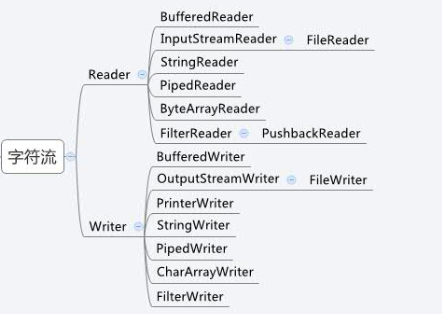 字符流
Reader
BufferedReader
InputStreamReader
FileReader
StringReader
PipedReader
ByteArrayReader
FilterReader
PushbackReader
Writer
BufferedWriter
OutputStreamWriter
FileWriter
PrinterWriter
StringWriter
PipedWriter
CharArrayWriter
FilterWriter